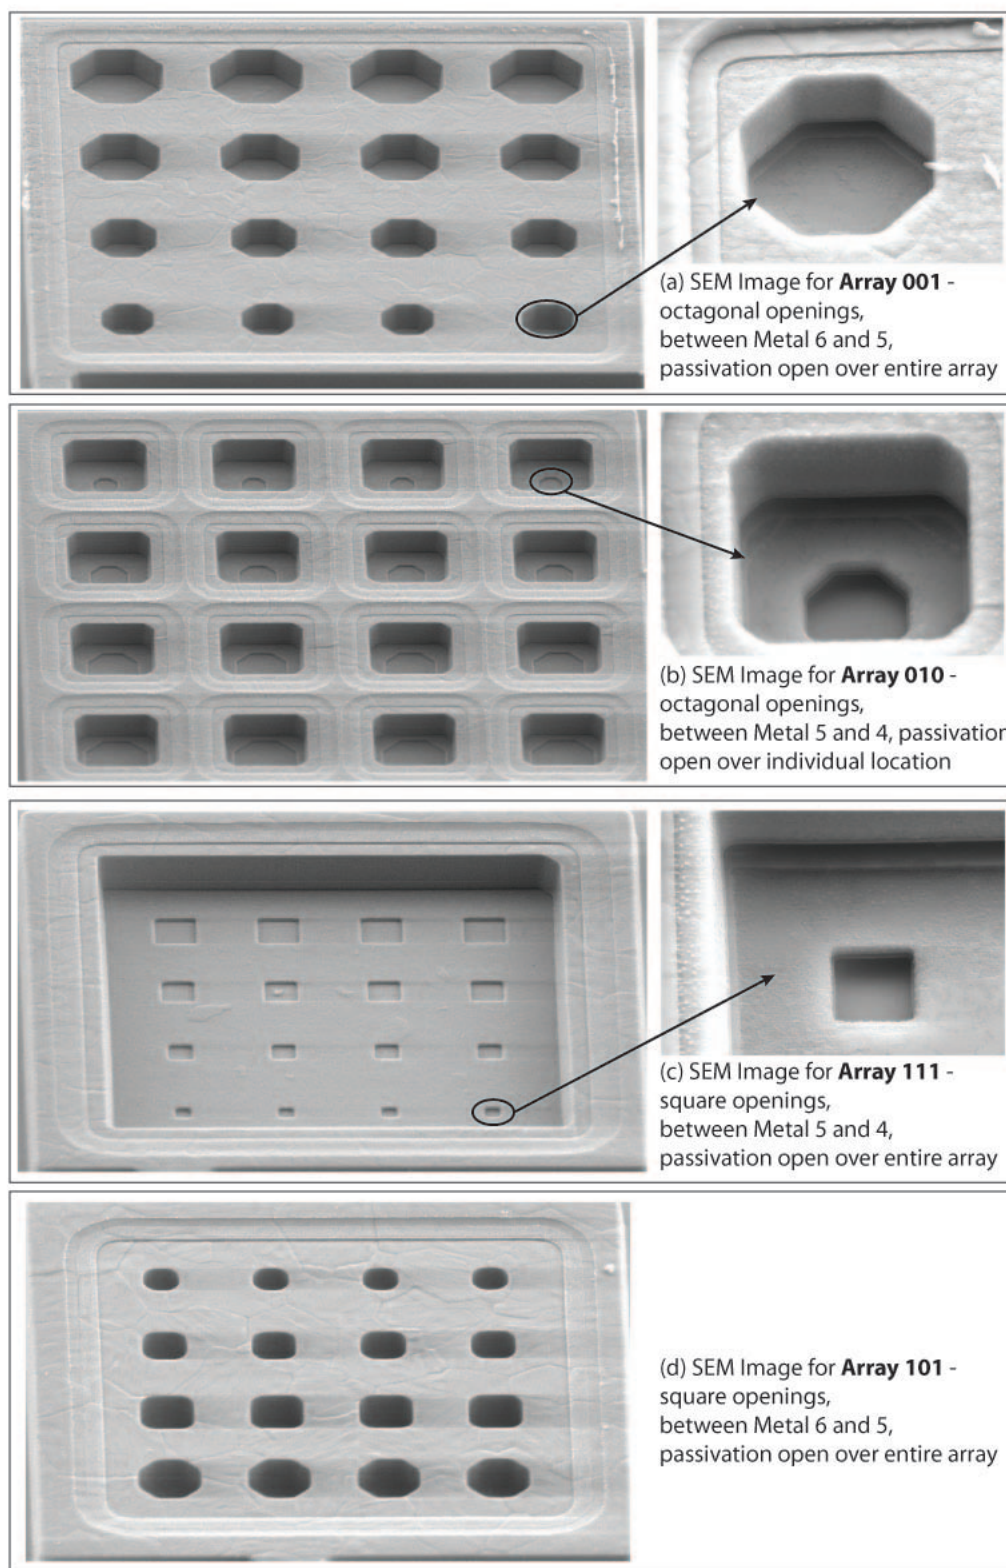 (a) SEM Image for Array 001 -
octagonal openings,
between Metal 6 and 5,
passivation open over entire array
(b) SEM Image for Array 010 -
octagonal openings,
between Metal 5 and 4, passivation
open over individual location
(c) SEM Image for Array 111 -
square openings,
between Metal 5 and 4,
passivation open over entire array
(d) SEM Image for Array 101 -
square openings,
between Metal 6 and 5,
passivation open over entire array